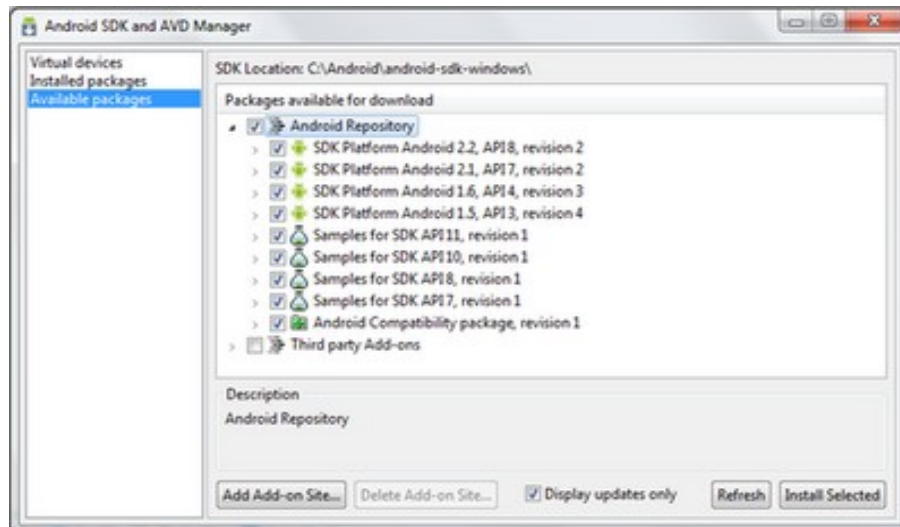 Android SDK and AVD Manager
Virtual devices
Installed packages
Available packages
SDK Location: C:\Android\android-sdk-windows\
Packages available for download
Android Repository
SDK Platform Android 2.2, API 8, revision 2
SDK Platform Android 2.1, API 7, revision 2
SDK Platform Android 1.6, API 4, revision 3
SDK Platform Android 1.5, API 3, revision 4
Samples for SDK API 11, revision 1
Samples for SDK API 10, revision 1
Samples for SDK API 8, revision 1
Samples for SDK API 7, revision 1
Android Compatibility package, revision 1
Third party Add-ons
Description
Android Repository
Add Add-on Site... Delete Add-on Site... Display updates only Refresh Install Selected